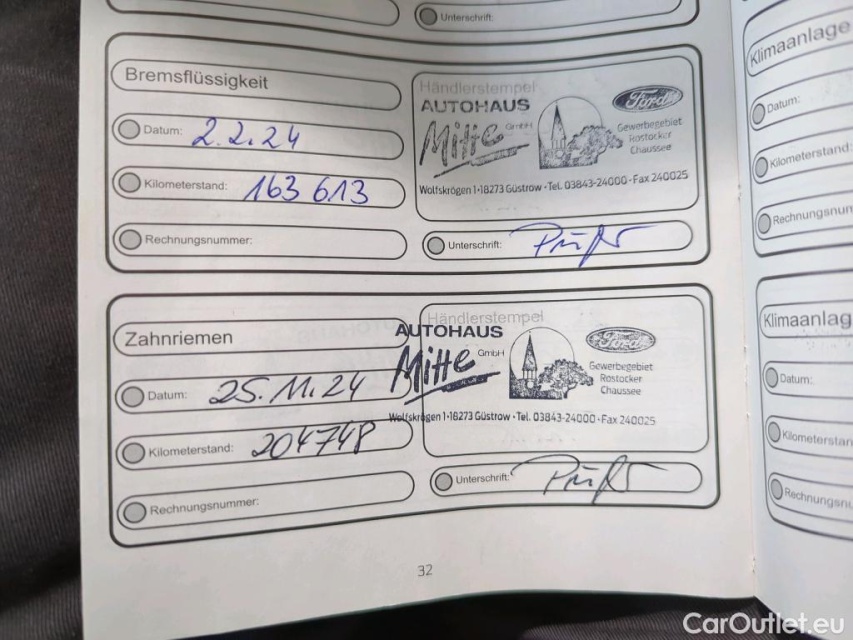 Unterschrift:
Bremsflüssigkeit
Datum: 2.2.24
Kilometerstand: 163 613
Rechnungsnummer:
Händlerstempel
AUTOHAUS
Mitte GmbH
Ford
Gewerbegebiet
Rostocker
Chaussee
Wolfskrögen 1·18273 Güstrow·Tel. 03843-24000·Fax 240025
Unterschrift:
Zahnriemen
Datum: 25.11.24
Kilometerstand: 204748
Rechnungsnummer:
Händlerstempel
AUTOHAUS
Mitte GmbH
Ford
Gewerbegebiet
Rostocker
Chaussee
Wolfskrögen 1·18273 Güstrow·Tel. 03843-24000·Fax 240025
Unterschrift:
32
Klimaanlage
Datum:
Kilometerstand:
Rechnungsnum
Klimaanlag
Datum:
Kilometerstan
Rechnungsnu
CarOutlet.eu